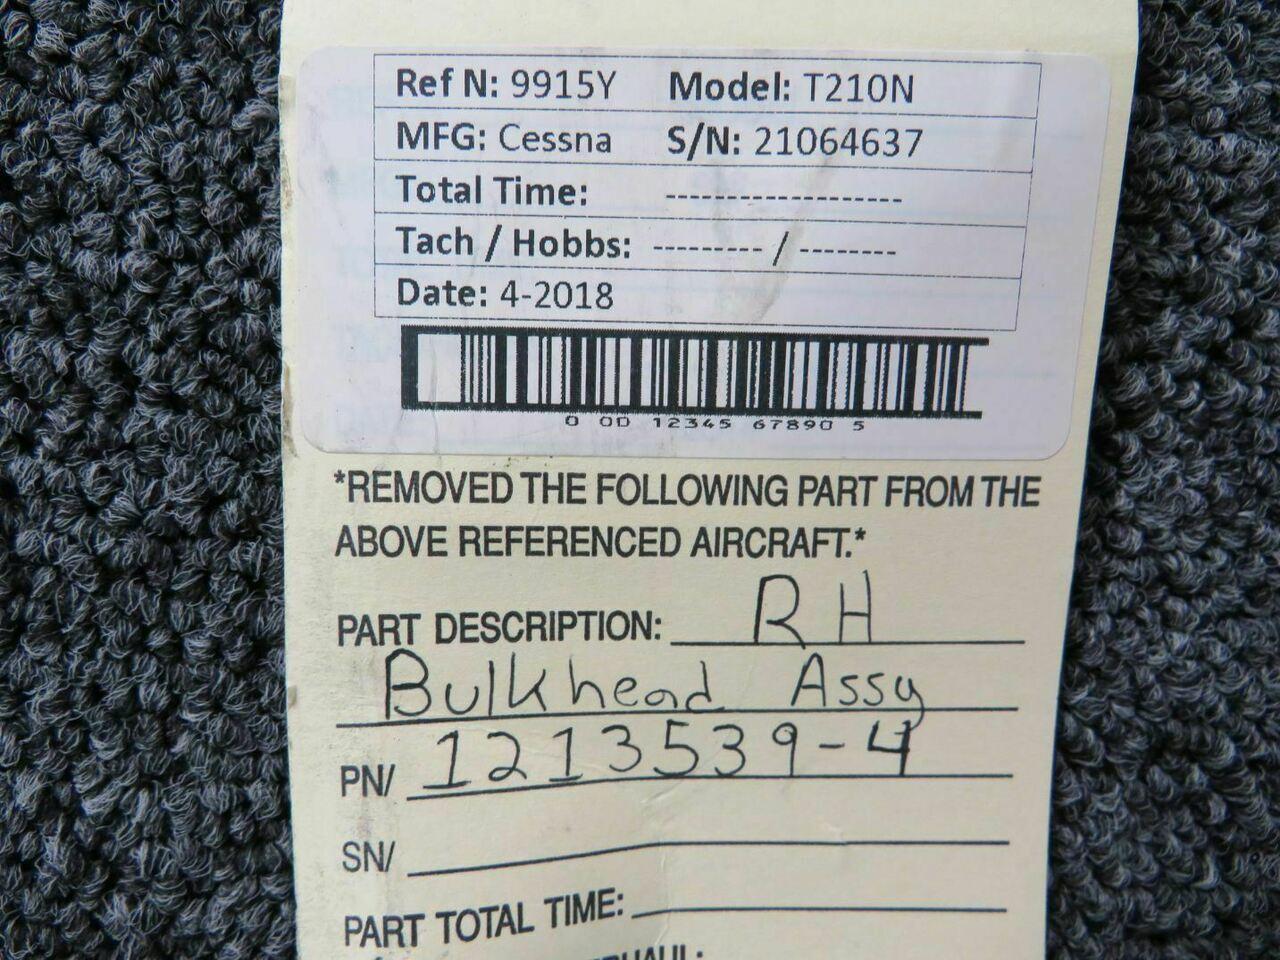 Ref N: 9915Y Model: T210N
MFG: Cessna S/N: 21064637
Total Time: ------------------
Tach / Hobbs: --------- / --------
Date: 4-2018
0 0D 12345 67890 5
*REMOVED THE FOLLOWING PART FROM THE
ABOVE REFERENCED AIRCRAFT.*
PART DESCRIPTION: RH
Bulkhead Assy
PN/ 1213539-4
SN/
PART TOTAL TIME: